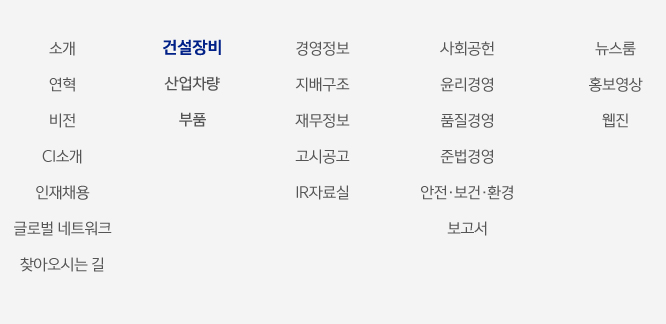 소개
연혁
비전
CI소개
인재채용
글로벌 네트워크
찾아오시는 길
건설장비
산업차량
부품
경영정보
지배구조
재무정보
고시공고
IR자료실
사회공헌
윤리경영
품질경영
준법경영
안전·보건·환경
보고서
뉴스룸
홍보영상
웹진